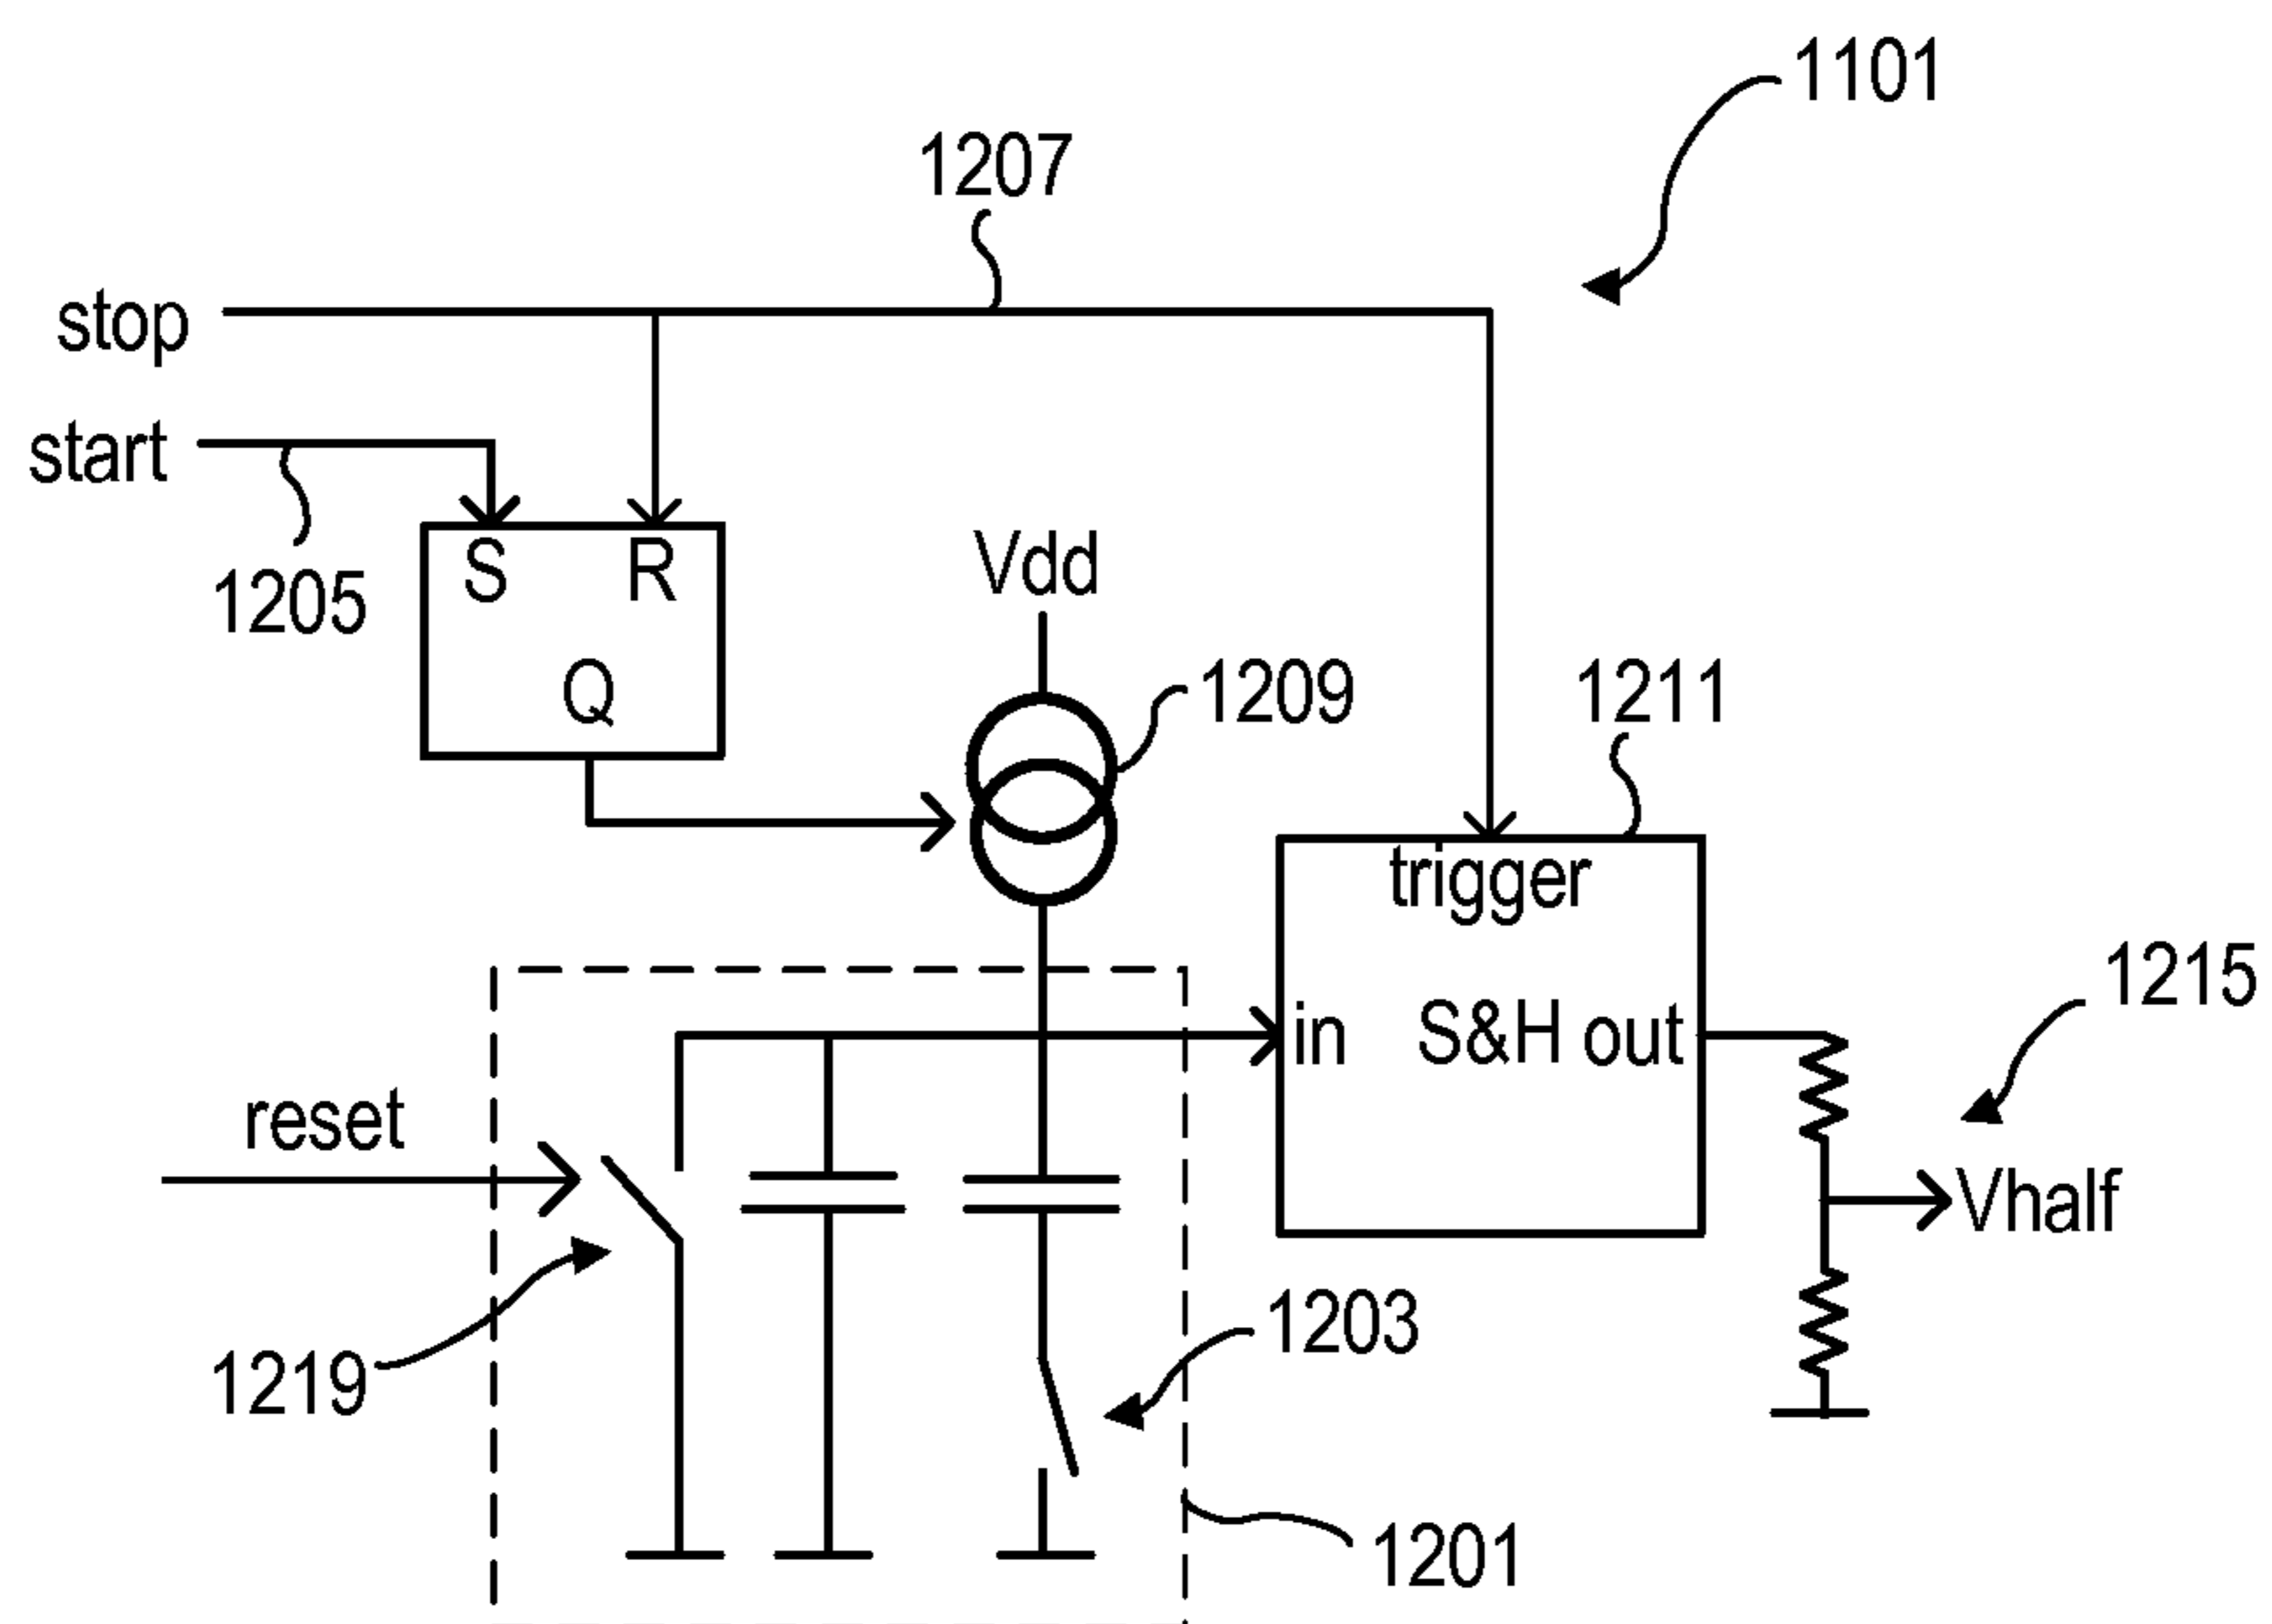 1101
1207
stop
start
1205
S R
Q
Vdd
1209
1211
trigger
in S&H out
1215
reset
Vhalf
1219
1203
1201